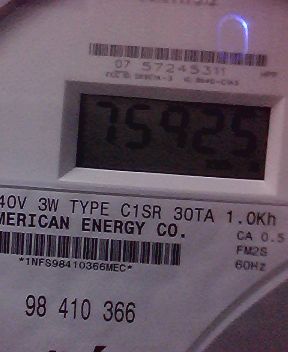 07 57245311
75925
40V 3W TYPE C1SR 30TA 1.0Kh
MERICAN ENERGY CO.
CA 0.5
*1NFS98410366MEC*
FM2S
60Hz
98 410 366